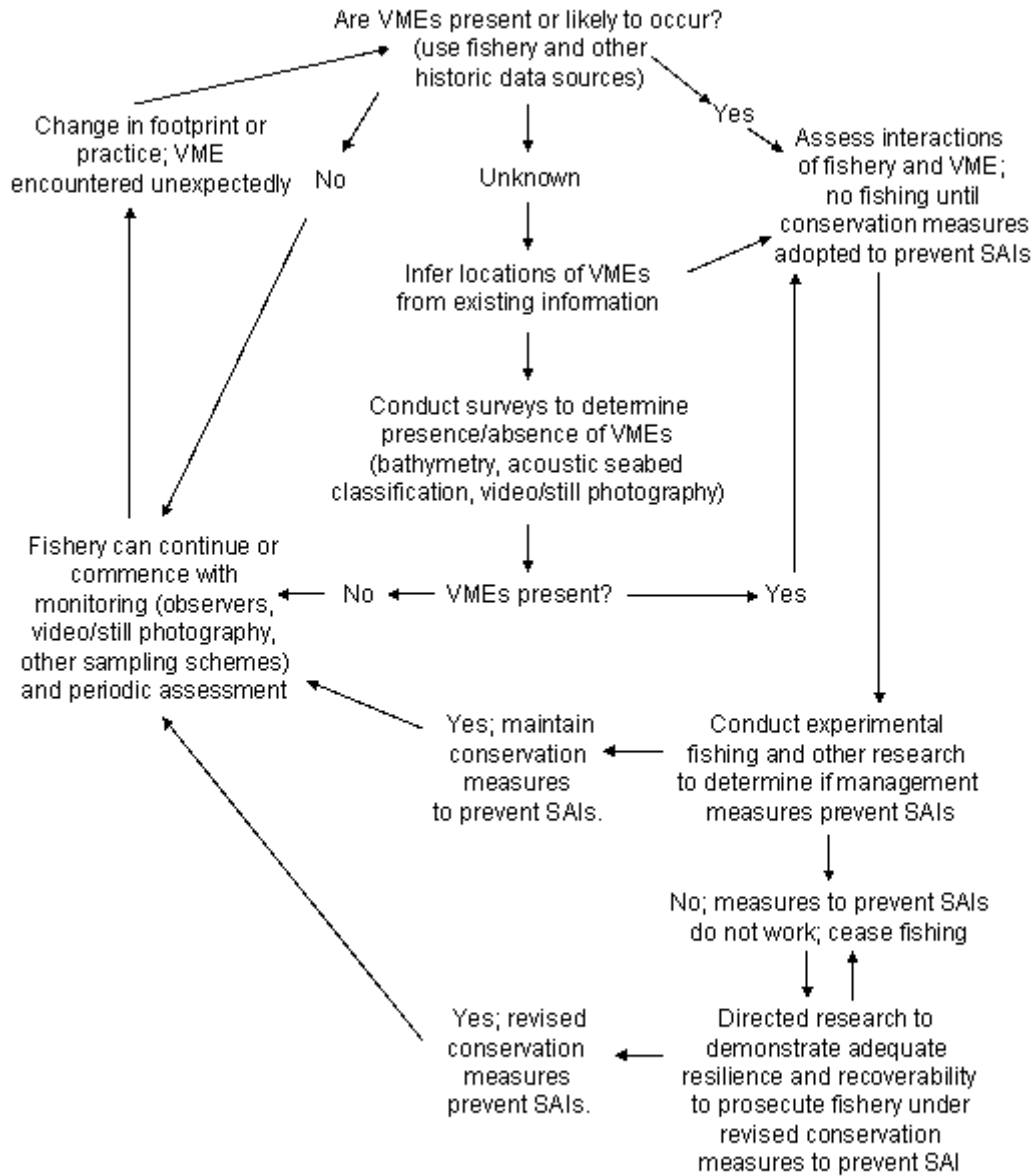 Are VMEs present or likely to occur?
(use fishery and other
historic data sources)
Yes
Change in footprint or
practice; VME
encountered unexpectedly
No
Unknown
Assess interactions
of fishery and VME;
no fishing until
conservation measures
adopted to prevent SAIs
Infer locations of VMEs
from existing information
Conduct surveys to determine
presence/absence of VMEs
(bathymetry, acoustic seabed
classification, video/still photography)
Fishery can continue or
commence with
monitoring (observers,
video/still photography,
other sampling schemes)
and periodic assessment
No
VMEs present?
Yes
Yes; maintain
conservation
measures
to prevent SAIs.
Conduct experimental
fishing and other research
to determine if management
measures prevent SAIs
No; measures to prevent SAIs
do not work; cease fishing
Yes; revised
conservation
measures
prevent SAIs.
Directed research to
demonstrate adequate
resilience and recoverability
to prosecute fishery under
revised conservation
measures to prevent SAI